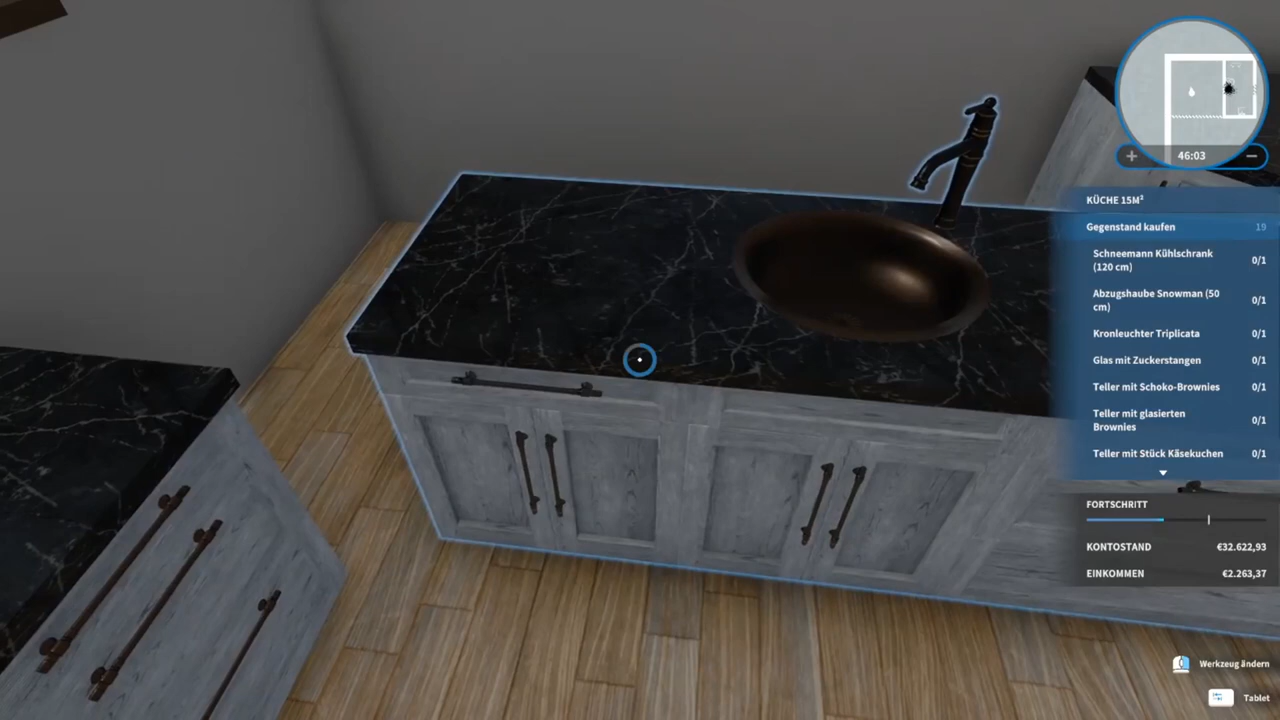 46:03
KÜCHE 15M²
Gegenstand kaufen 19
Schneemann Kühlschrank
(120 cm) 0/1
Abzugshaube Snowman (50
cm) 0/1
Kronleuchter Triplicata 0/1
Glas mit Zuckerstangen 0/1
Teller mit Schoko-Brownies 0/1
Teller mit glasierten
Brownies 0/1
Teller mit Stück Käsekuchen 0/1
FORTSCHRITT
KONTOSTAND €32.622,93
EINKOMMEN €2.263,37
Werkzeug ändern
Tablet